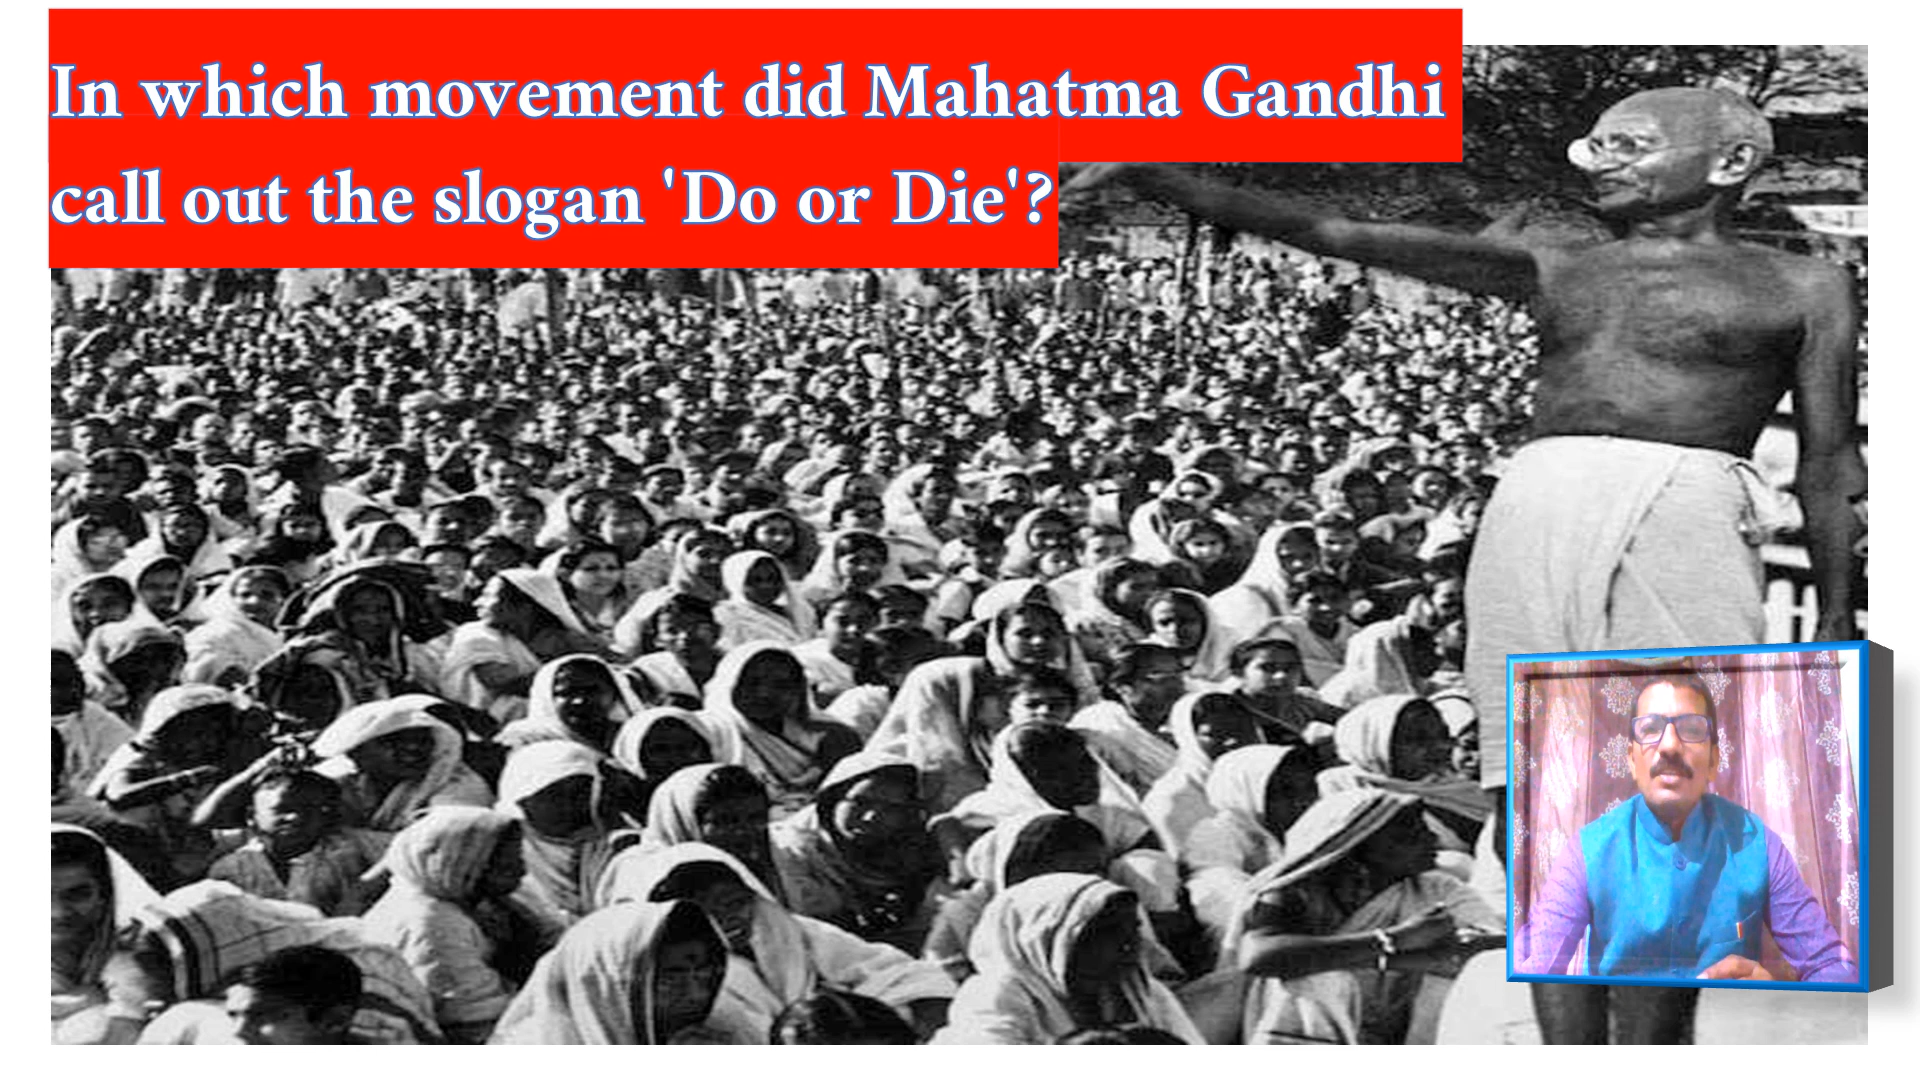 In which movement did Mahatma Gandhi
call out the slogan 'Do or Die'?